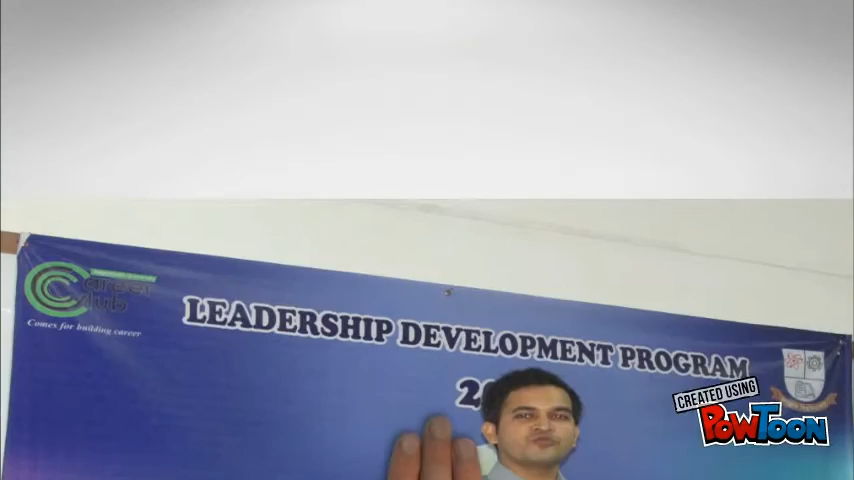 Career
Club
Comes for building career
LEADERSHIP DEVELOPMENT PROGRAM
CREATED USING
POWTOON